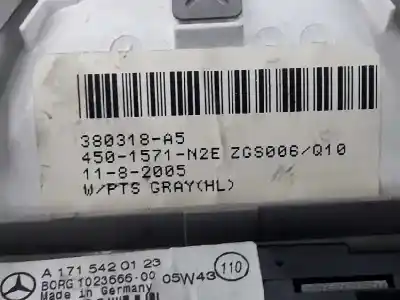 380318-A5
450-1571-N2E ZGS006/Q10
11-8-2005
W/PTS GRAY(HL)
A 171 542 01 23
BORG 1023666-00 05W43 110
Made in Germany